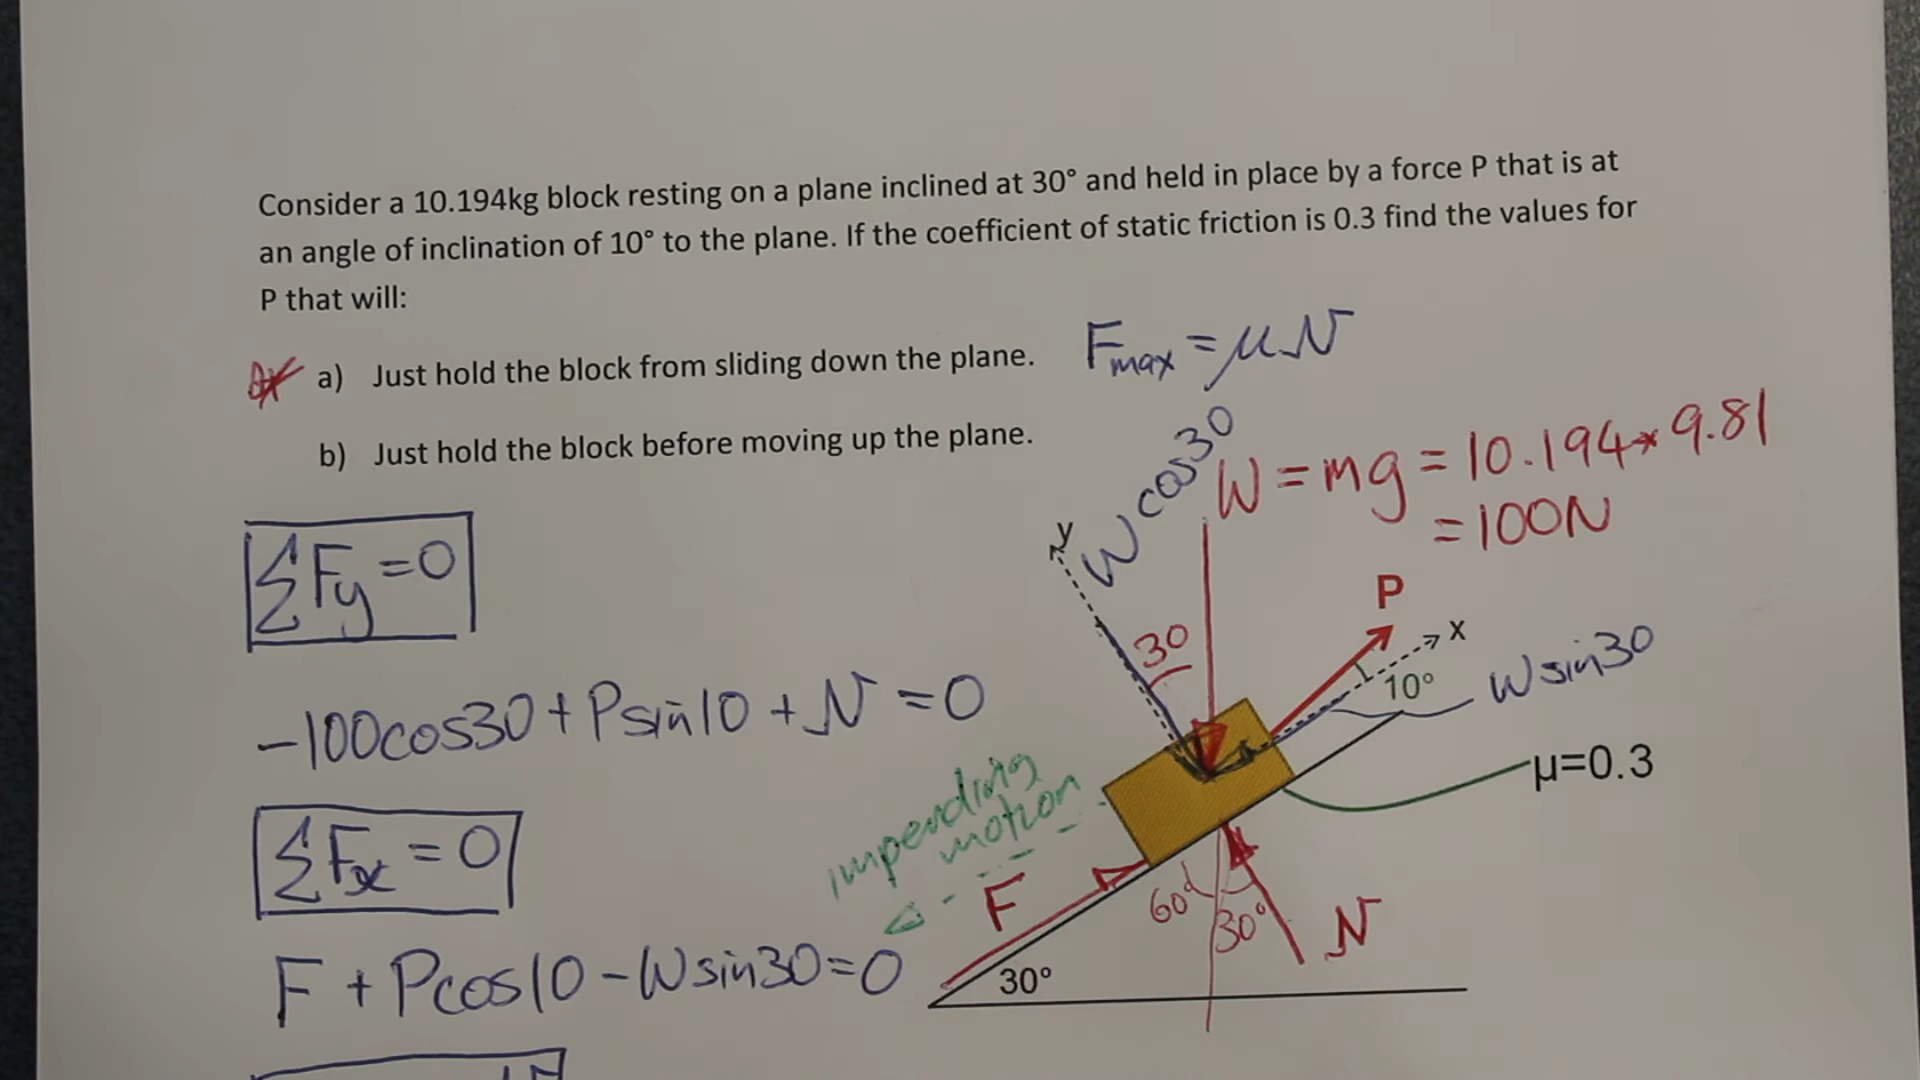 Consider a 10.194kg block resting on a plane inclined at 30° and held in place by a force P that is at
an angle of inclination of 10° to the plane. If the coefficient of static friction is 0.3 find the values for
P that will:
a) Just hold the block from sliding down the plane.
Fmax = μN
b) Just hold the block before moving up the plane.
W = mg = 10.194*9.81
= 100N
W cos30
y
P
x
30
10°
W sin30
μ=0.3
ΣFy = 0
-100cos30 + Psin10 + N = 0
impending
motion
ΣFx = 0
F
60°
30°
N
F + Pcos10 - Wsin30 = 0
30°